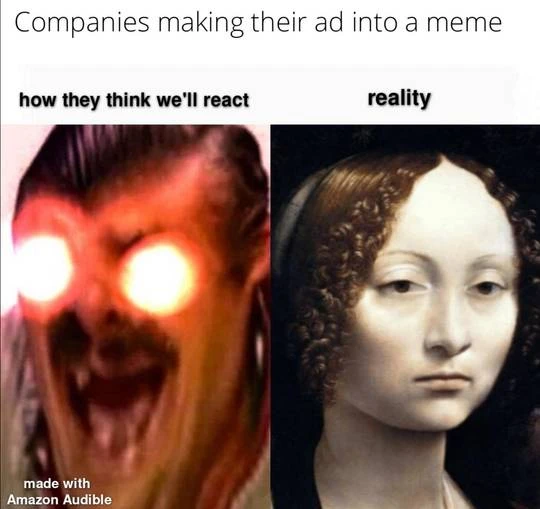 Companies making their ad into a meme
how they think we'll react
reality
made with
Amazon Audible